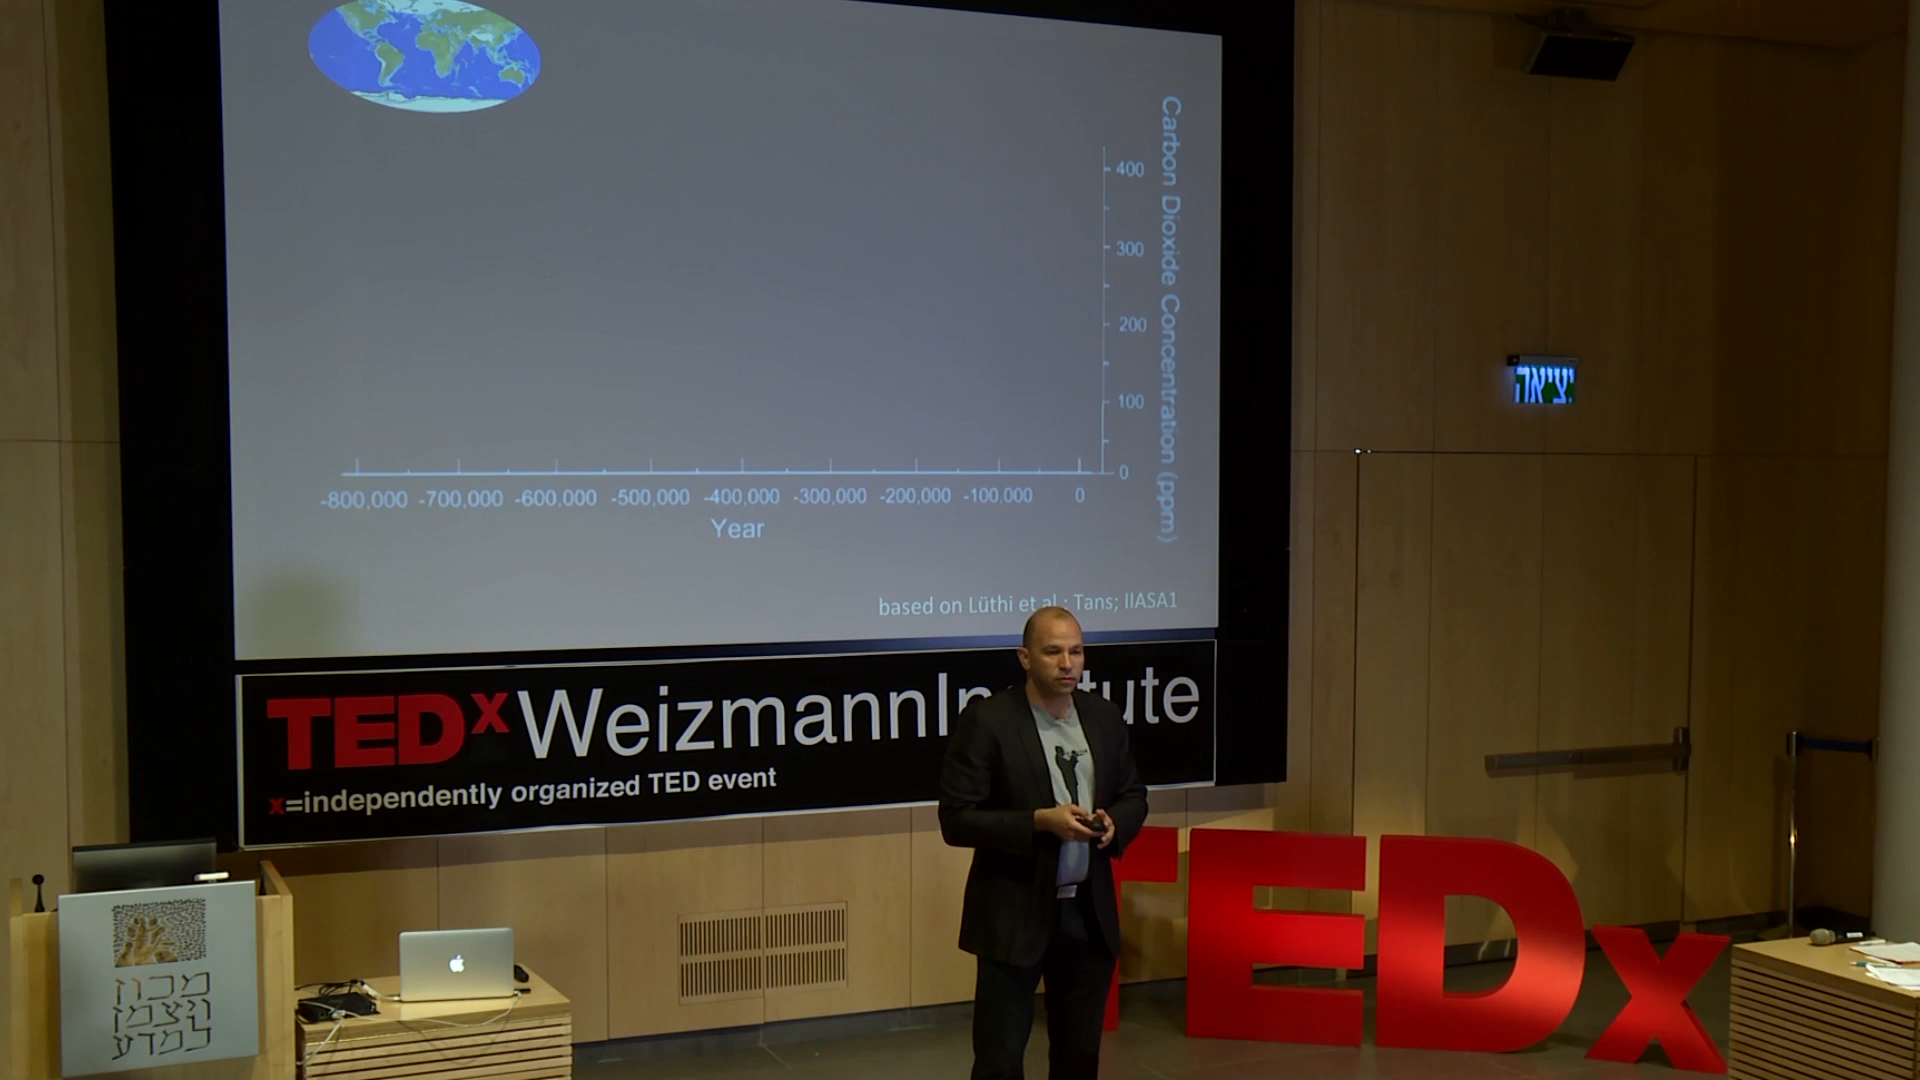 Carbon Dioxide Concentration (ppm)
400
300
200
100
0
-800,000 -700,000 -600,000 -500,000 -400,000 -300,000 -200,000 -100,000 0
Year
based on Lüthi et al.; Tans; IIASA1
יציאה
TEDxWeizmannIn tute
x=independently organized TED event
TEDx
מכון
ויצמן
למדע